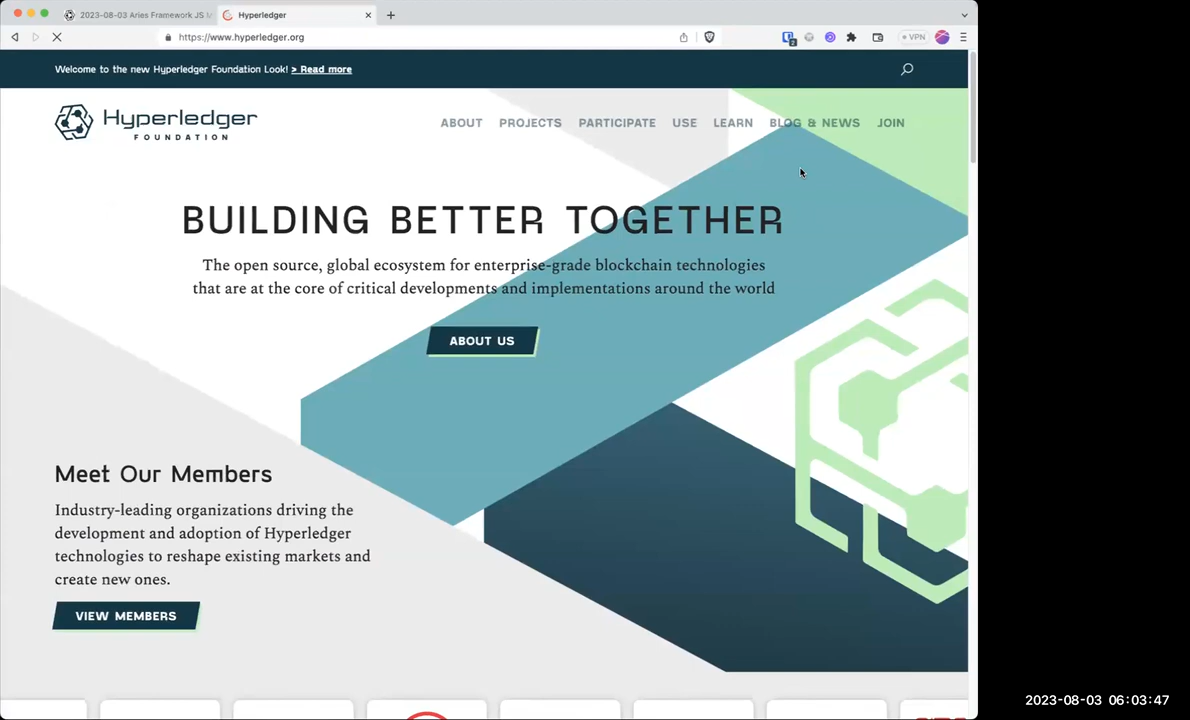 2023-08-03 Aries Framework JS M
Hyperledger
https://www.hyperledger.org
VPN
2
Welcome to the new Hyperledger Foundation Look! > Read more
Hyperledger
FOUNDATION
ABOUT PROJECTS PARTICIPATE USE LEARN BLOG & NEWS JOIN
BUILDING BETTER TOGETHER
The open source, global ecosystem for enterprise-grade blockchain technologies
that are at the core of critical developments and implementations around the world
ABOUT US
Meet Our Members
Industry-leading organizations driving the
development and adoption of Hyperledger
technologies to reshape existing markets and
create new ones.
VIEW MEMBERS
2023-08-03 06:03:47